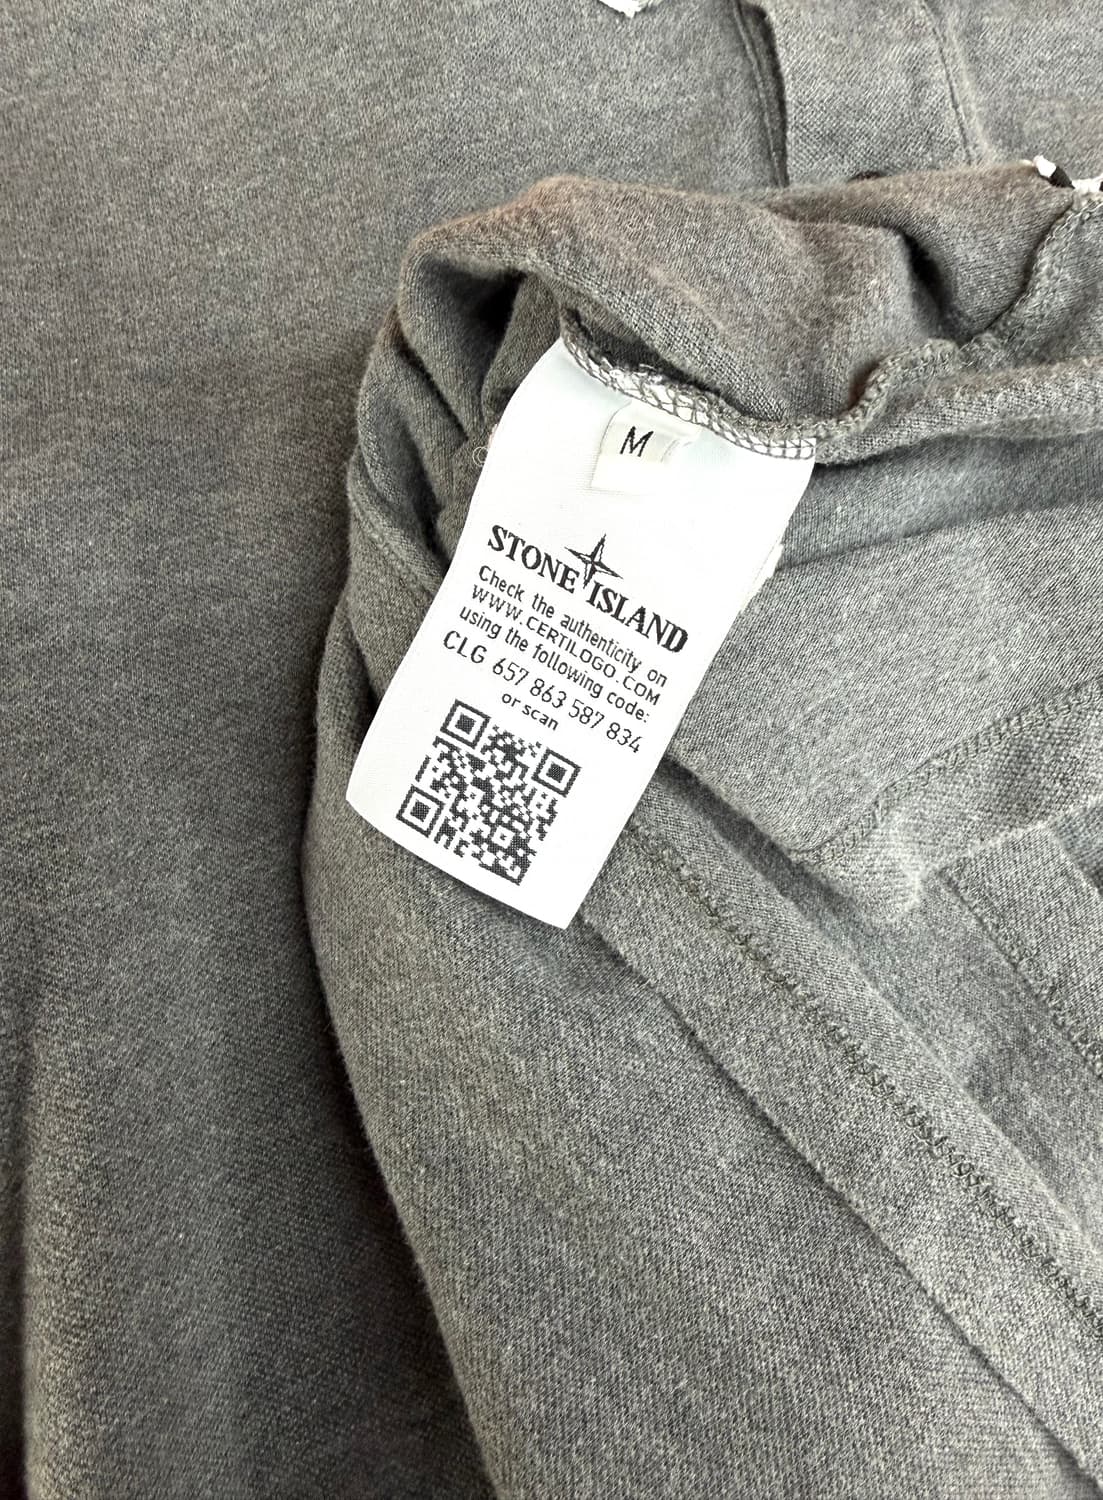 M
STONE ISLAND
Check the authenticity on
WWW.CERTILOGO.COM
using the following code:
CLG 657 863 587 834
or scan